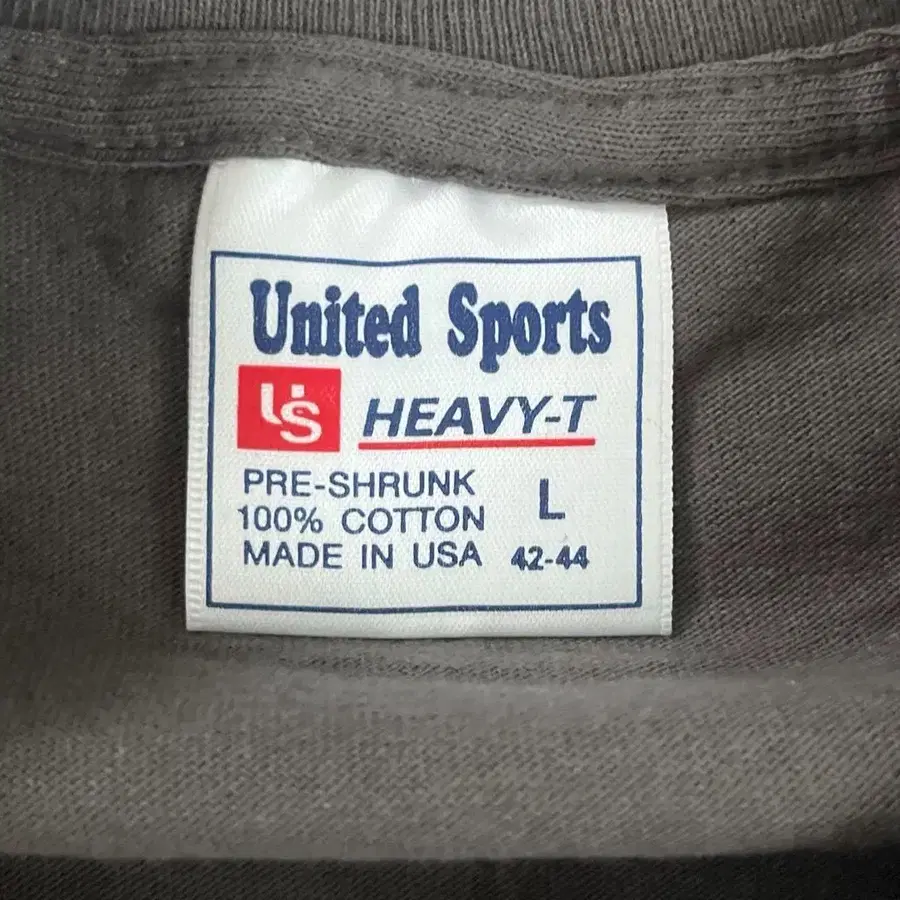 United Sports
US HEAVY-T
PRE-SHRUNK
100% COTTON L
MADE IN USA 42-44